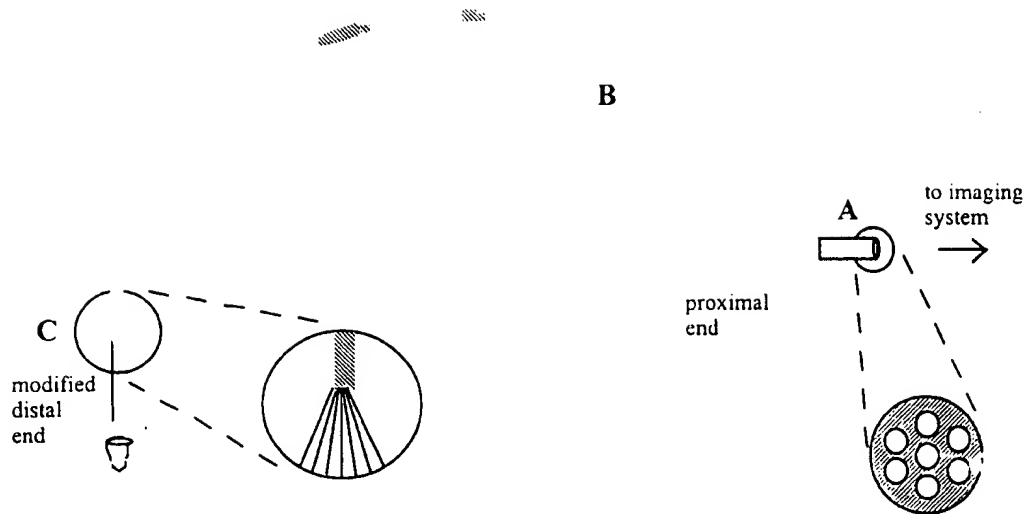 B
A
to imaging
system
proximal
end
C
modified
distal
end